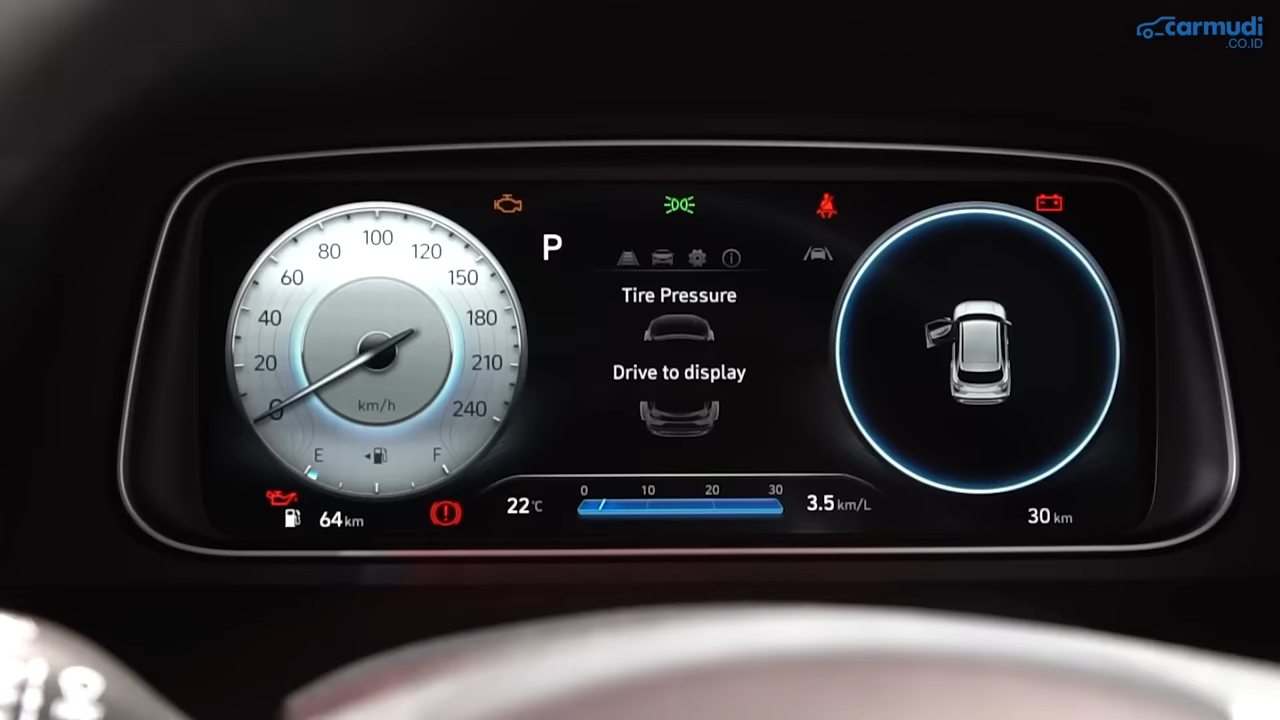 carmudi
.CO.ID
P
0
20
40
60
80
100
120
150
180
210
240
km/h
E
F
64 km
Tire Pressure
Drive to display
22°C
0 10 20 30
3.5 km/L
30 km